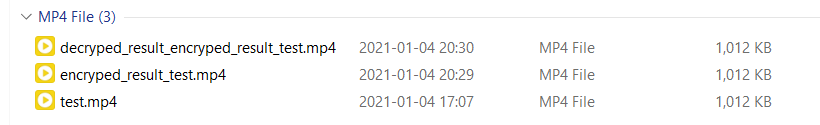 MP4 File (3)
decryped_result_encryped_result_test.mp4 2021-01-04 20:30 MP4 File 1,012 KB
encryped_result_test.mp4 2021-01-04 20:29 MP4 File 1,012 KB
test.mp4 2021-01-04 17:07 MP4 File 1,012 KB